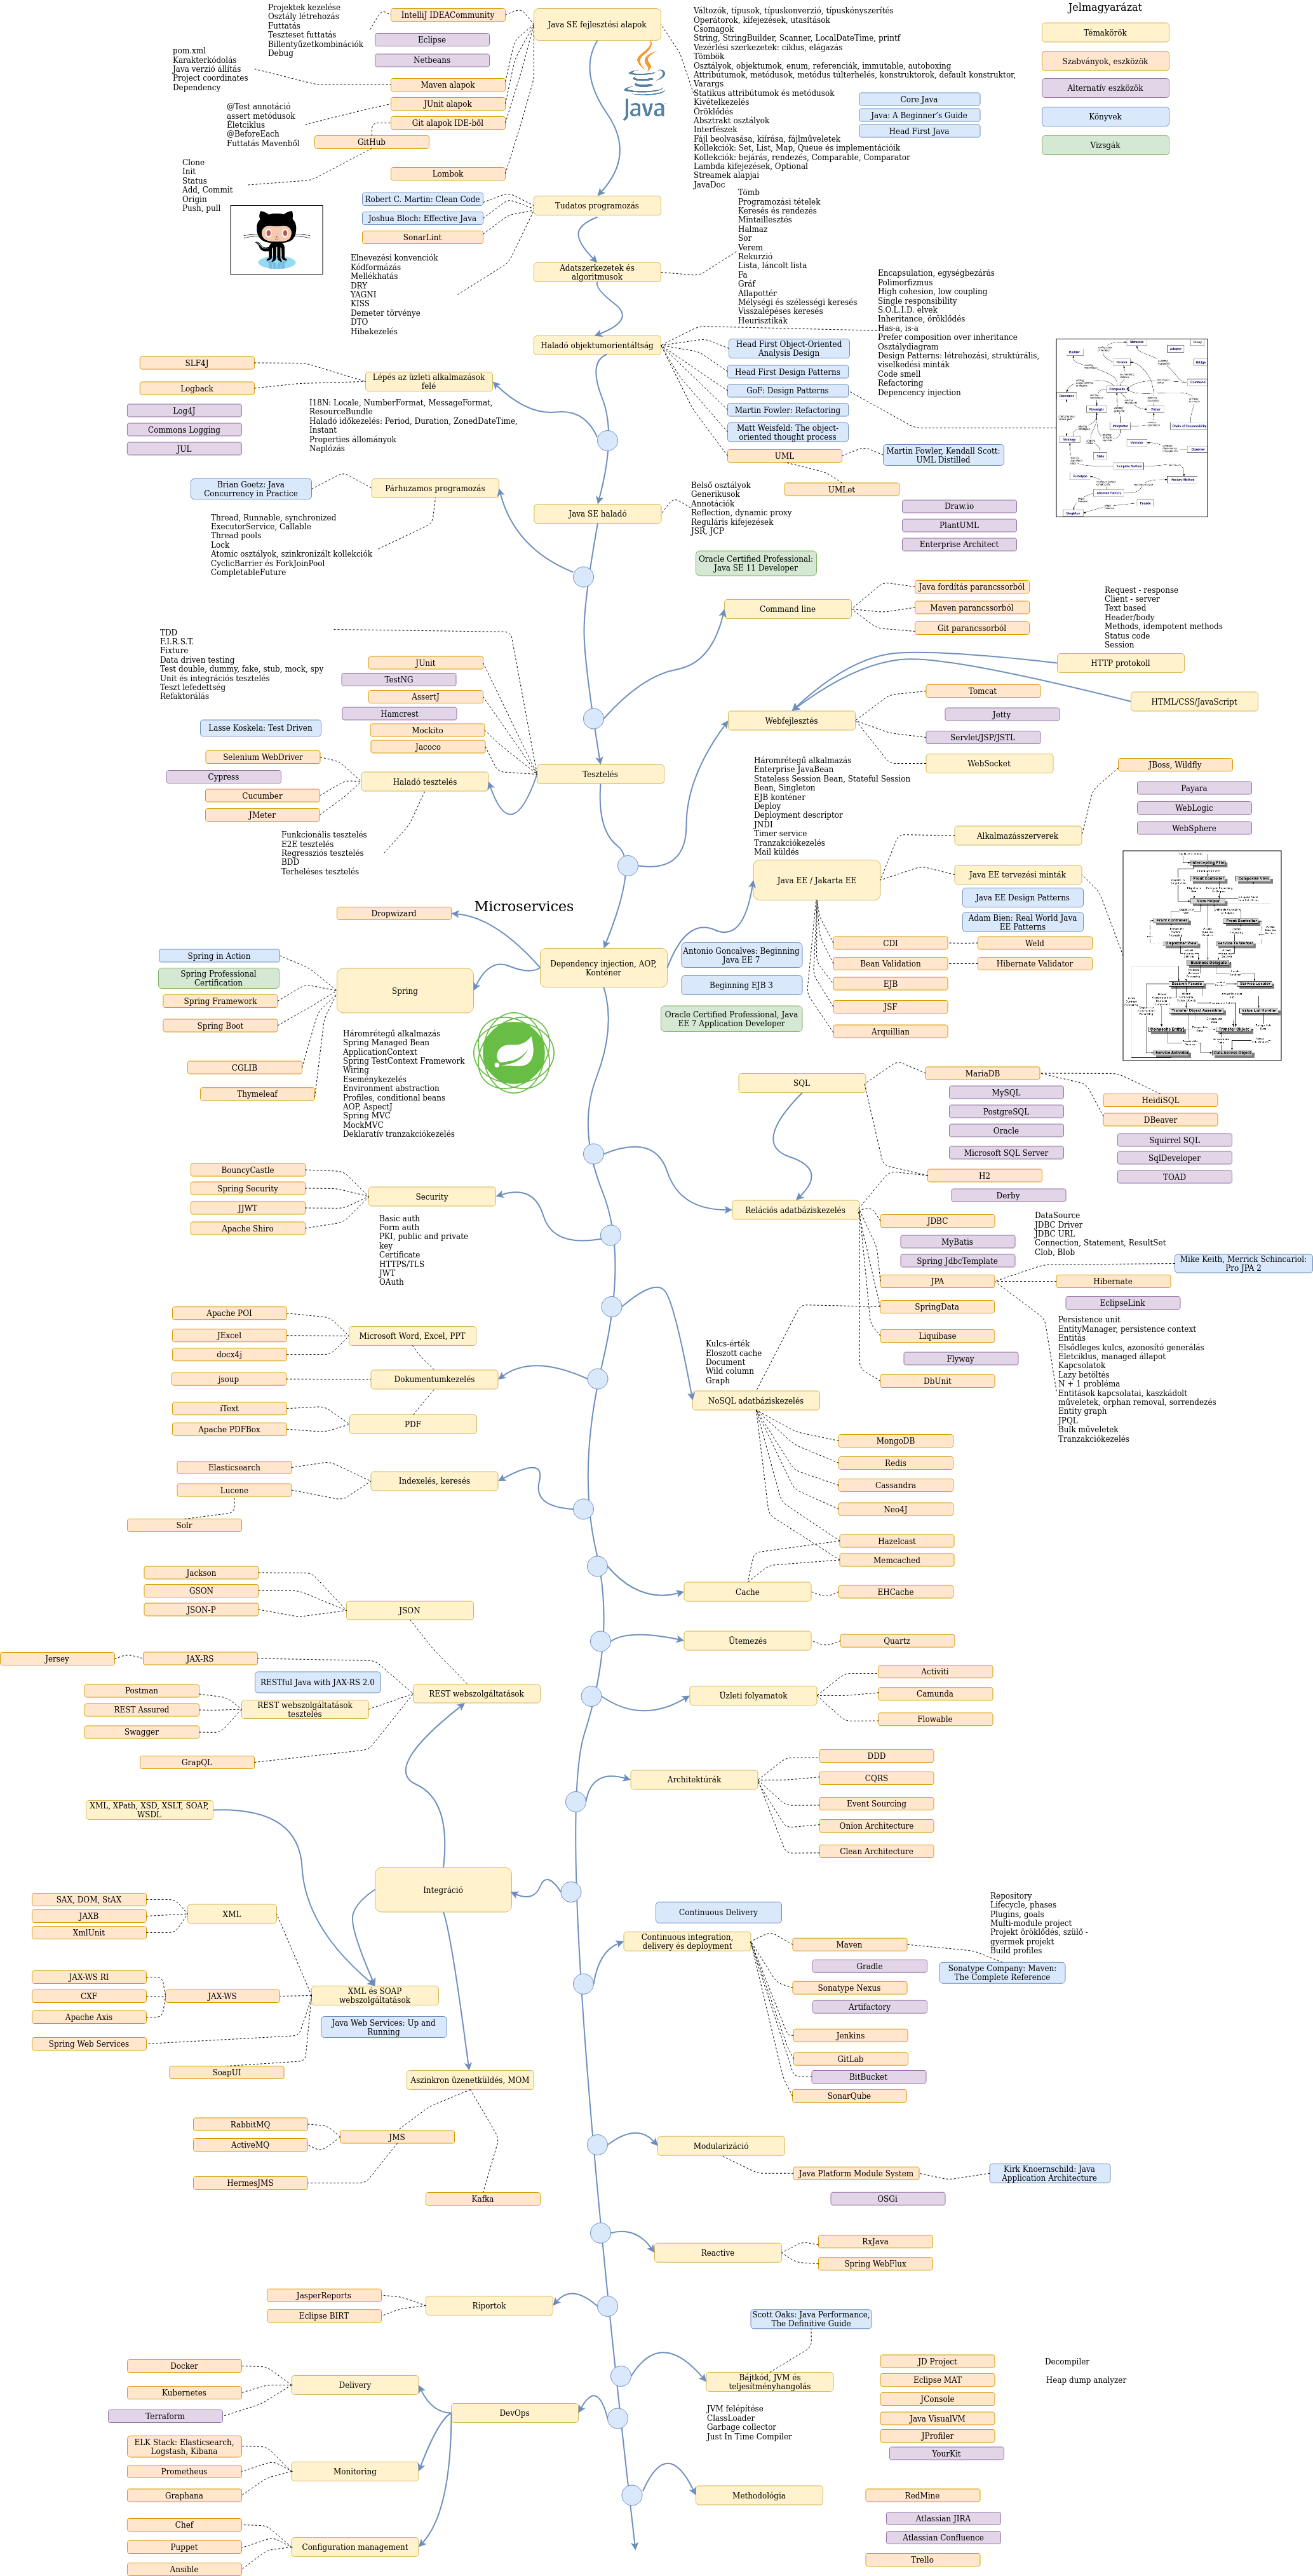 Jelmagyarázat
Témakörök
Szabványok, eszközök
Alternatív eszközök
Könyvek
Vizsgák
Java SE fejlesztési alapok
Projektek kezelése
Osztály létrehozás
Futtatás
Teszteset futtatás
Billentyűzetkombinációk
Debug
IntelliJ IDEACommunity
Eclipse
Netbeans
pom.xml
Karakterkódolás
Java verzió állítás
Project coordinates
Dependency
Maven alapok
@Test annotáció
assert metódusok
Életciklus
@BeforeEach
Futtatás Mavenből
JUnit alapok
Git alapok IDE-ből
GitHub
Clone
Init
Status
Add, Commit
Origin
Push, pull
Lombok
Java
Változók, típusok, típuskonverzió, típuskényszerítés
Operátorok, kifejezések, utasítások
Csomagok
String, StringBuilder, Scanner, LocalDateTime, printf
Vezérlési szerkezetek: ciklus, elágazás
Tömbök
Osztályok, objektumok, enum, referenciák, immutable, autoboxing
Attribútumok, metódusok, metódus túlterhelés, konstruktorok, default konstruktor,
Varargs
Statikus attribútumok és metódusok
Kivételkezelés
Öröklődés
Absztrakt osztályok
Interfészek
Fájl beolvasása, kiírása, fájlműveletek
Kollekciók: Set, List, Map, Queue és implementációik
Kollekciók: bejárás, rendezés, Comparable, Comparator
Lambda kifejezések, Optional
Streamek alapjai
JavaDoc
Core Java
Java: A Beginner's Guide
Head First Java
Tudatos programozás
Robert C. Martin: Clean Code
Joshua Bloch: Effective Java
SonarLint
Elnevezési konvenciók
Kódformázás
Mellékhatás
DRY
YAGNI
KISS
Demeter törvénye
DTO
Hibakezelés
Adatszerkezetek és
algoritmusok
Tömb
Programozási tételek
Keresés és rendezés
Mintaillesztés
Halmaz
Sor
Verem
Rekurzió
Lista, láncolt lista
Fa
Gráf
Állapottér
Mélységi és szélességi keresés
Visszalépéses keresés
Heurisztikák
Haladó objektumorientáltság
Encapsulation, egységbezárás
Polimorfizmus
High cohesion, low coupling
Single responsibility
S.O.L.I.D. elvek
Inheritance, öröklődés
Has-a, is-a
Prefer composition over inheritance
Osztálydiagram
Design Patterns: létrehozási, struktúrális,
viselkedési minták
Code smell
Refactoring
Depencency injection
Head First Object-Oriented
Analysis Design
Head First Design Patterns
GoF: Design Patterns
Martin Fowler: Refactoring
Matt Weisfeld: The object-
oriented thought process
UML
Martin Fowler, Kendall Scott:
UML Distilled
UMLet
Draw.io
PlantUML
Enterprise Architect
Lépés az üzleti alkalmazások
felé
SLF4J
Logback
Log4J
Commons Logging
JUL
I18N: Locale, NumberFormat, MessageFormat,
ResourceBundle
Haladó időkezelés: Period, Duration, ZonedDateTime,
Instant
Properties állományok
Naplózás
Párhuzamos programozás
Brian Goetz: Java
Concurrency in Practice
Thread, Runnable, synchronized
ExecutorService, Callable
Thread pools
Lock
Atomic osztályok, szinkronizált kollekciók
CyclicBarrier és ForkJoinPool
CompletableFuture
Java SE haladó
Belső osztályok
Generikusok
Annotációk
Reflection, dynamic proxy
Reguláris kifejezések
JSR, JCP
Oracle Certified Professional:
Java SE 11 Developer
Command line
Java fordítás parancssorból
Maven parancssorból
Git parancssorból
Request - response
Client - server
Text based
Header/body
Methods, idempotent methods
Status code
Session
HTTP protokoll
HTML/CSS/JavaScript
Webfejlesztés
Tomcat
Jetty
Servlet/JSP/JSTL
WebSocket
TDD
F.I.R.S.T.
Fixture
Data driven testing
Test double, dummy, fake, stub, mock, spy
Unit és integrációs tesztelés
Teszt lefedettség
Refaktorálás
JUnit
TestNG
AssertJ
Hamcrest
Mockito
Jacoco
Lasse Koskela: Test Driven
Tesztelés
Haladó tesztelés
Selenium WebDriver
Cypress
Cucumber
JMeter
Funkcionális tesztelés
E2E tesztelés
Regressziós tesztelés
BDD
Terheléses tesztelés
Háromrétegű alkalmazás
Enterprise JavaBean
Stateless Session Bean, Stateful Session
Bean, Singleton
EJB konténer
Deploy
Deployment descriptor
JNDI
Timer service
Tranzakciókezelés
Mail küldés
Java EE / Jakarta EE
Alkalmazásszerverek
JBoss, Wildfly
Payara
WebLogic
WebSphere
Java EE tervezési minták
Java EE Design Patterns
Adam Bien: Real World Java
EE Patterns
CDI
Weld
Bean Validation
Hibernate Validator
EJB
JSF
Arquillian
Antonio Goncalves: Beginning
Java EE 7
Beginning EJB 3
Oracle Certified Professional, Java
EE 7 Application Developer
Microservices
Dropwizard
Dependency injection, AOP,
Konténer
Spring
Spring in Action
Spring Professional
Certification
Spring Framework
Spring Boot
CGLIB
Thymeleaf
Háromrétegű alkalmazás
Spring Managed Bean
ApplicationContext
Spring TestContext Framework
Wiring
Eseménykezelés
Environment abstraction
Profiles, conditional beans
AOP, AspectJ
Spring MVC
MockMVC
Deklaratív tranzakciókezelés
SQL
MariaDB
MySQL
PostgreSQL
Oracle
Microsoft SQL Server
H2
Derby
HeidiSQL
DBeaver
Squirrel SQL
SqlDeveloper
TOAD
Relációs adatbáziskezelés
JDBC
MyBatis
Spring JdbcTemplate
JPA
SpringData
Liquibase
Flyway
DbUnit
DataSource
JDBC Driver
JDBC URL
Connection, Statement, ResultSet
Clob, Blob
Mike Keith, Merrick Schincariol:
Pro JPA 2
Hibernate
EclipseLink
Persistence unit
EntityManager, persistence context
Entitás
Elsődleges kulcs, azonosító generálás
Életciklus, managed állapot
Kapcsolatok
Lazy betöltés
N + 1 probléma
Entitások kapcsolatai, kaszkádolt
műveletek, orphan removal, sorrendezés
Entity graph
JPQL
Bulk műveletek
Tranzakciókezelés
Security
BouncyCastle
Spring Security
JJWT
Apache Shiro
Basic auth
Form auth
PKI, public and private
key
Certificate
HTTPS/TLS
JWT
OAuth
Kulcs-érték
Eloszott cache
Document
Wild column
Graph
NoSQL adatbáziskezelés
MongoDB
Redis
Cassandra
Neo4J
Hazelcast
Memcached
Microsoft Word, Excel, PPT
Apache POI
JExcel
docx4j
Dokumentumkezelés
jsoup
PDF
iText
Apache PDFBox
Indexelés, keresés
Elasticsearch
Lucene
Solr
Cache
EHCache
Ütemezés
Quartz
Üzleti folyamatok
Activiti
Camunda
Flowable
JSON
Jackson
GSON
JSON-P
JAX-RS
Jersey
RESTful Java with JAX-RS 2.0
REST webszolgáltatások
REST webszolgáltatások
tesztelés
Postman
REST Assured
Swagger
GrapQL
Architektúrák
DDD
CQRS
Event Sourcing
Onion Architecture
Clean Architecture
XML, XPath, XSD, XSLT, SOAP,
WSDL
Integráció
XML
SAX, DOM, StAX
JAXB
XmlUnit
JAX-WS
JAX-WS RI
CXF
Apache Axis
Spring Web Services
SoapUI
XML és SOAP
webszolgáltatások
Java Web Services: Up and
Running
Continuous Delivery
Continuous integration,
delivery és deployment
Maven
Gradle
Sonatype Nexus
Artifactory
Jenkins
GitLab
BitBucket
SonarQube
Repository
Lifecycle, phases
Plugins, goals
Multi-module project
Projekt öröklődés, szülő -
gyermek projekt
Build profiles
Sonatype Company: Maven:
The Complete Reference
Aszinkron üzenetküldés, MOM
JMS
RabbitMQ
ActiveMQ
HermesJMS
Kafka
Modularizáció
Java Platform Module System
Kirk Knoernschild: Java
Application Architecture
OSGi
Reactive
RxJava
Spring WebFlux
Riportok
JasperReports
Eclipse BIRT
Scott Oaks: Java Performance,
The Definitive Guide
Bájtkód, JVM és
teljesítményhangolás
JVM felépítése
ClassLoader
Garbage collector
Just In Time Compiler
JD Project
Decompiler
Eclipse MAT
Heap dump analyzer
JConsole
Java VisualVM
JProfiler
YourKit
DevOps
Delivery
Docker
Kubernetes
Terraform
Monitoring
ELK Stack: Elasticsearch,
Logstash, Kibana
Prometheus
Graphana
Configuration management
Chef
Puppet
Ansible
Methodológia
RedMine
Atlassian JIRA
Atlassian Confluence
Trello